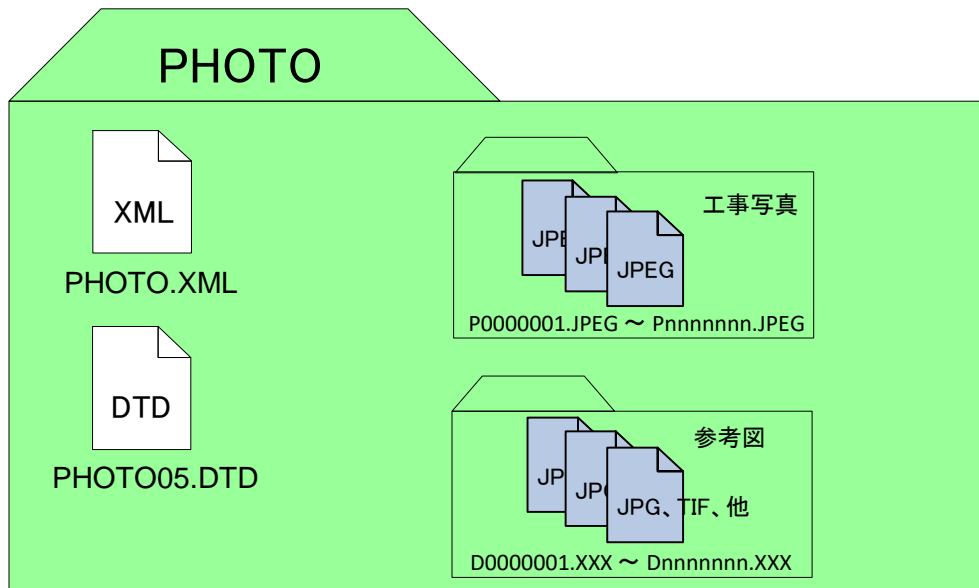 PHOTO
XML
PHOTO.XML
DTD
PHOTO05.DTD
工事写真
JPEG
P0000001.JPEG ～ Pnnnnnnn.JPEG
参考図
JPG、TIF、他
D0000001.XXX ～ Dnnnnnnn.XXX